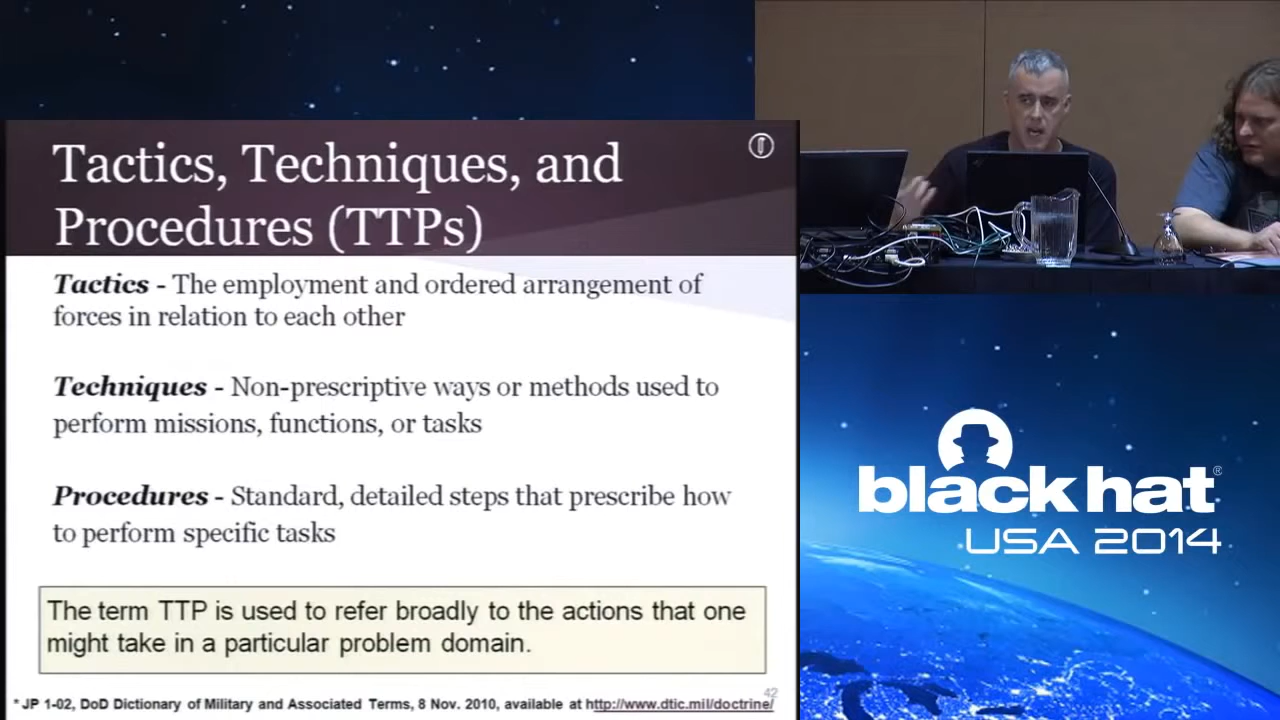 Tactics, Techniques, and
Procedures (TTPs)
Tactics - The employment and ordered arrangement of
forces in relation to each other
Techniques - Non-prescriptive ways or methods used to
perform missions, functions, or tasks
Procedures - Standard, detailed steps that prescribe how
to perform specific tasks
The term TTP is used to refer broadly to the actions that one
might take in a particular problem domain.
42
* JP 1-02, DoD Dictionary of Military and Associated Terms, 8 Nov. 2010, available at http://www.dtic.mil/doctrine/
black hat®
USA 2014